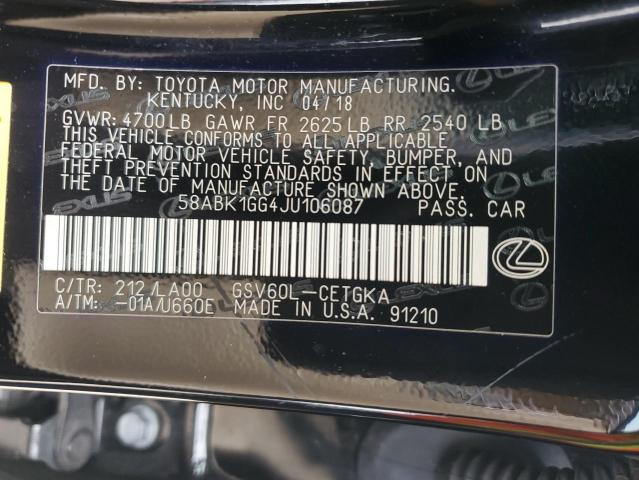 MFD. BY: TOYOTA MOTOR MANUFACTURING.
KENTUCKY, INC 04/18
GVWR: 4700LB GAWR FR 2625LB RR 2540 LB
THIS VEHICLE CONFORMS TO ALL APPLICABLE
FEDERAL MOTOR VEHICLE SAFETY, BUMPER, AND
THEFT PREVENTION STANDARDS IN EFFECT ON
THE DATE OF MANUFACTURE SHOWN ABOVE.
58ABK1GG4JU106087 PASS. CAR
C/TR: 212/LA00 GSV60L-CETGKA
A/TM: -01A/U660E MADE IN U.S.A. 91210
LEXUS